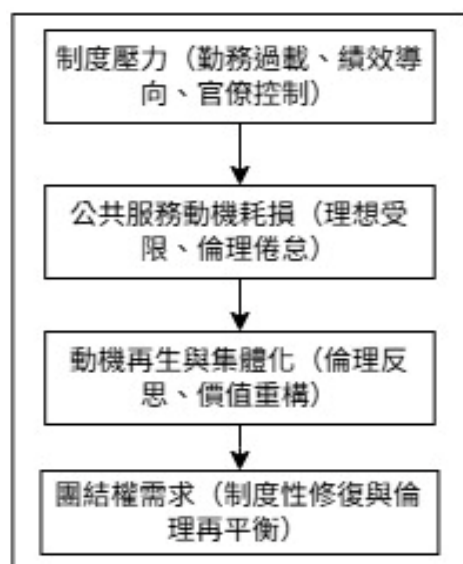 制度壓力（勤務過載、績效導
向、官僚控制）
公共服務動機耗損（理想受
限、倫理倦怠）
動機再生與集體化（倫理反
思、價值重構）
團結權需求（制度性修復與倫
理再平衡）